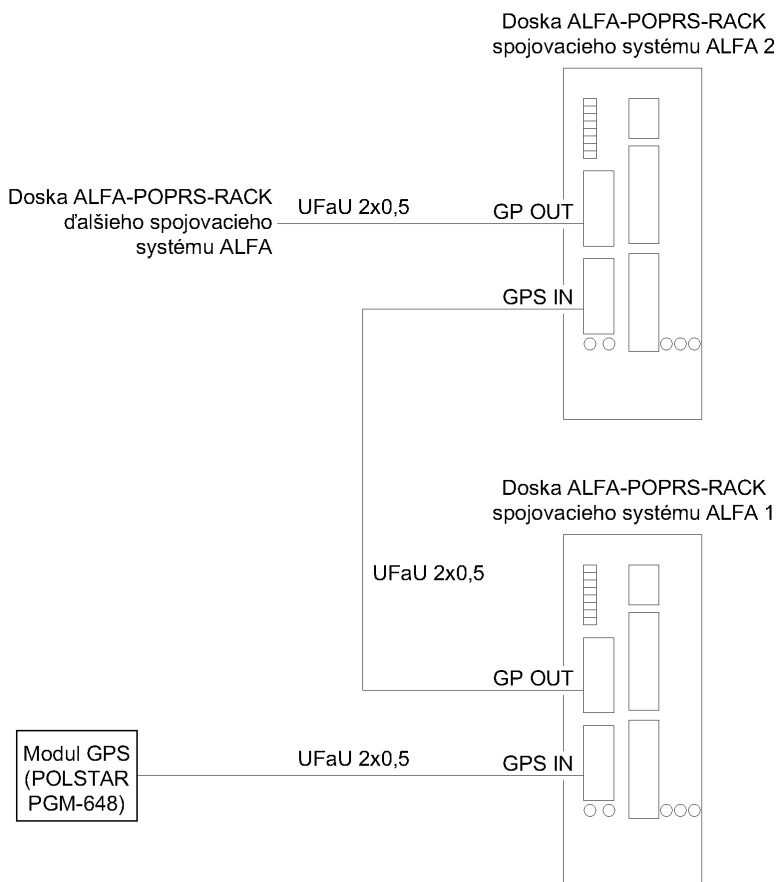 Doska ALFA-POPRS-RACK
spojovacieho systému ALFA 2
Doska ALFA-POPRS-RACK
ďalšieho spojovacieho
systému ALFA
UFaU 2x0,5
GP OUT
GPS IN
Doska ALFA-POPRS-RACK
spojovacieho systému ALFA 1
UFaU 2x0,5
GP OUT
Modul GPS
(POLSTAR
PGM-648)
UFaU 2x0,5
GPS IN